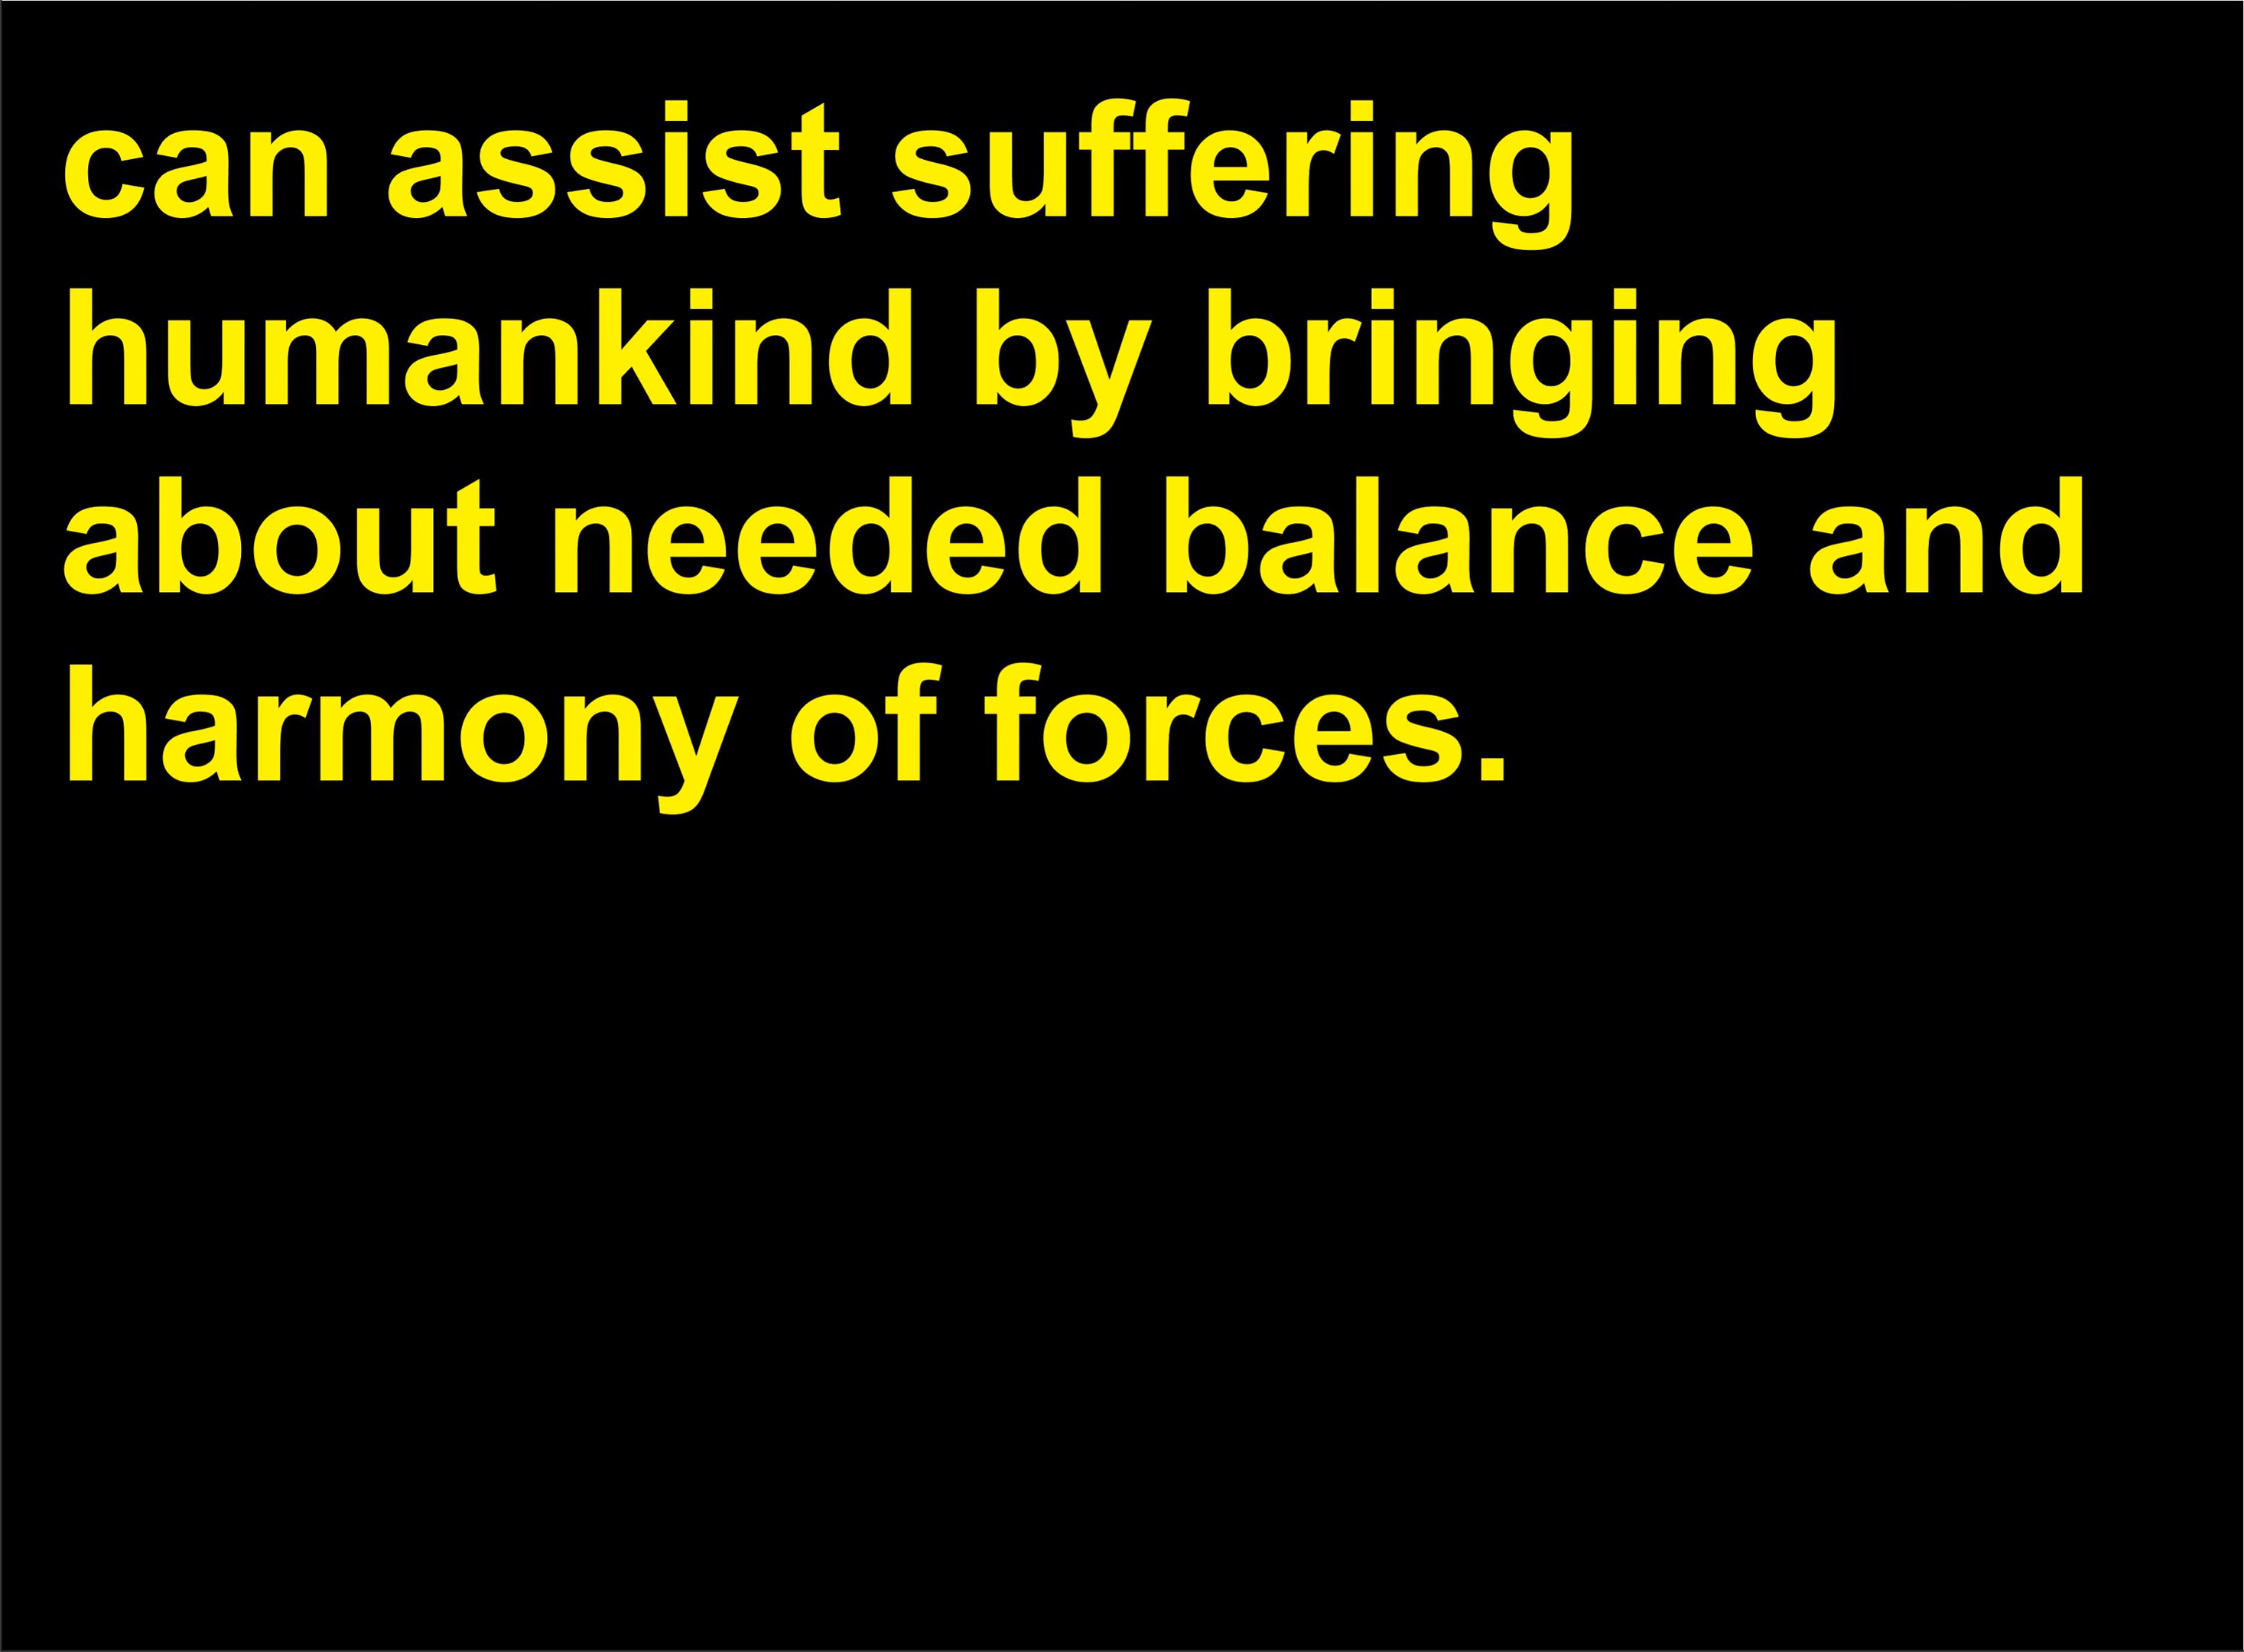 can assist suffering
humankind by bringing
about needed balance and
harmony of forces.